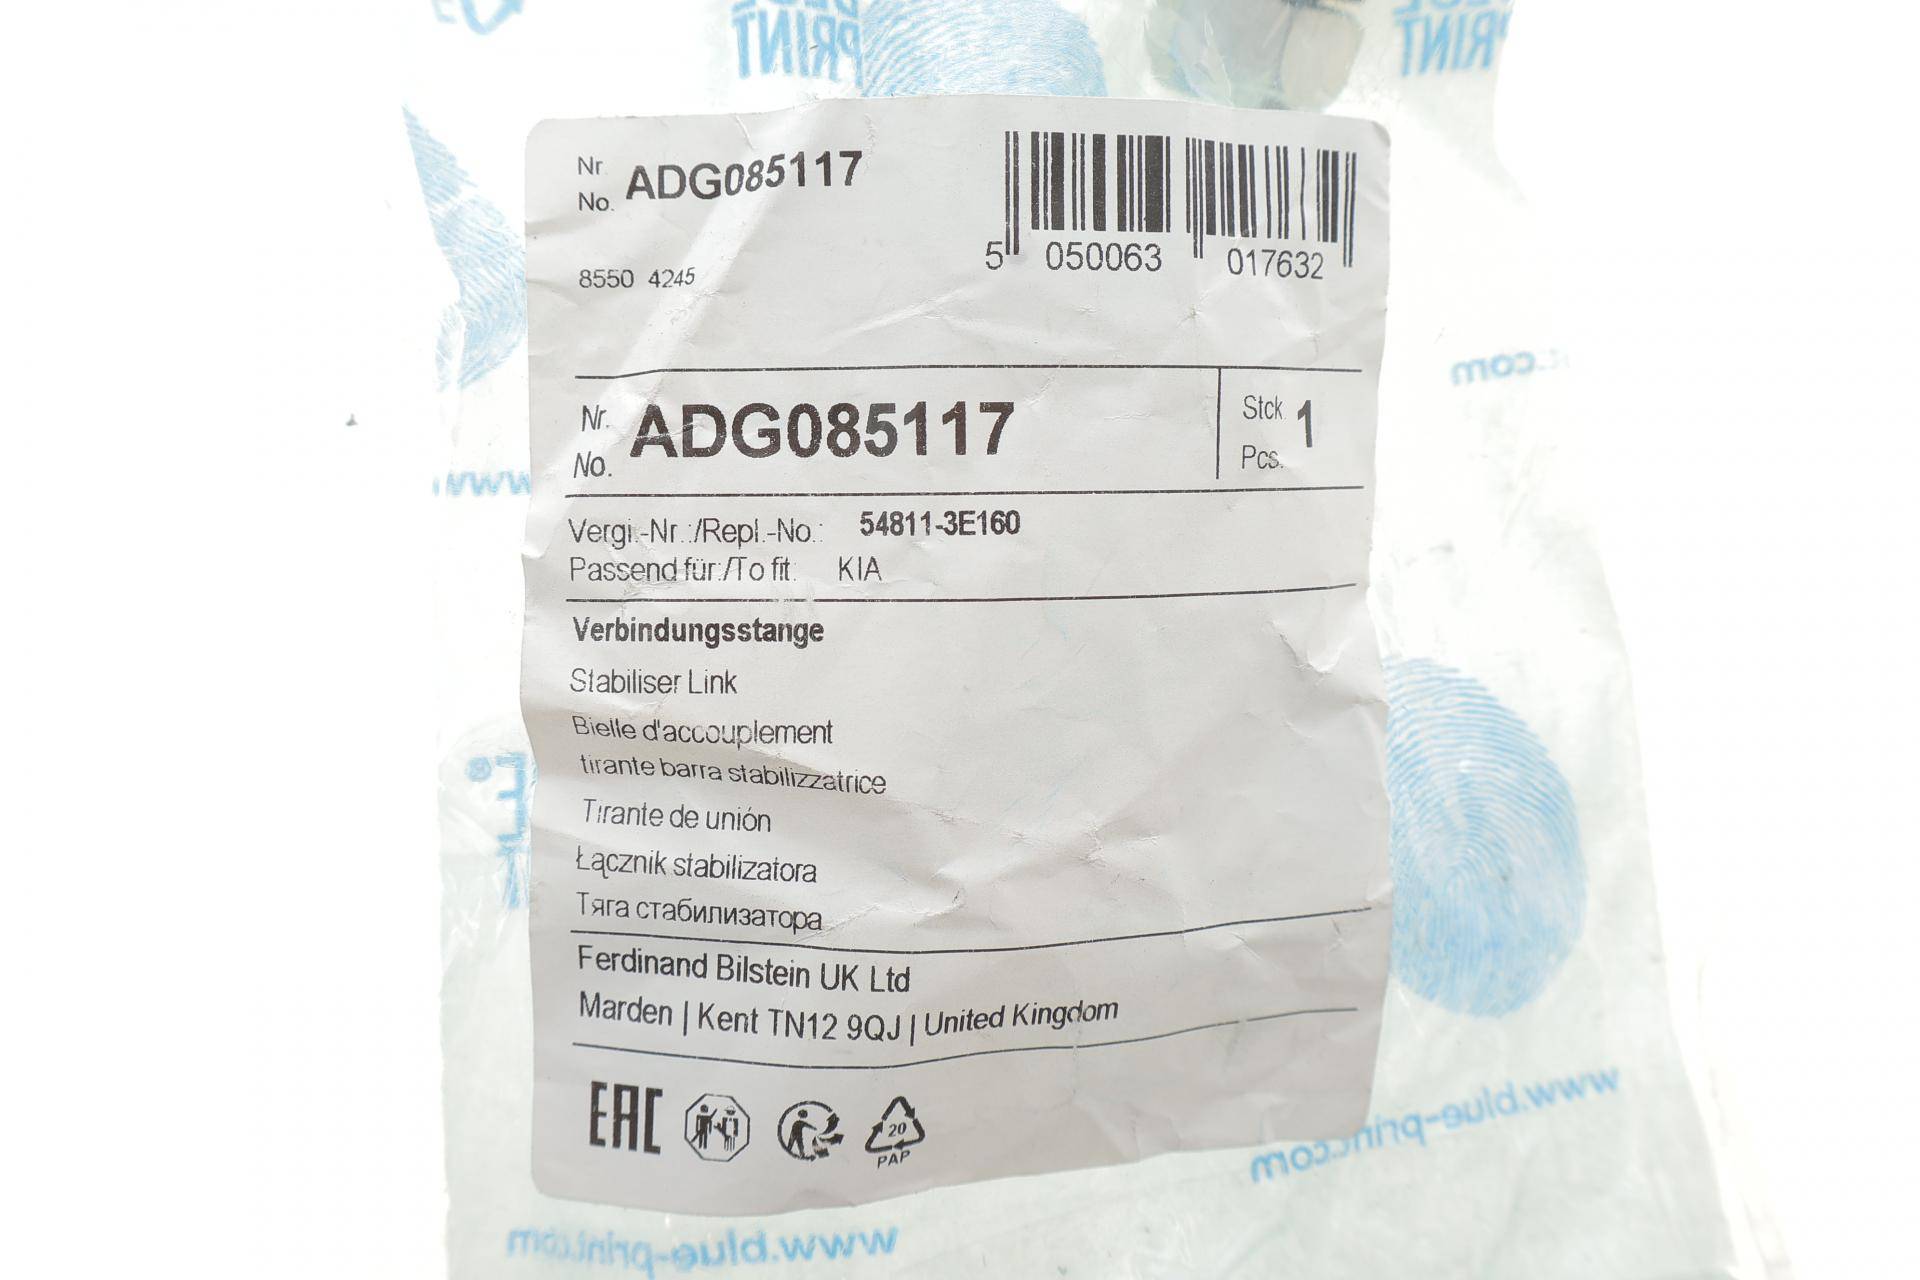 PRINT
PRINT
Nr.
No. ADG085117
5 050063 017632
8550 4245
Nr.
No. ADG085117
Stck.
Pcs. 1
Vergl.-Nr.:/Repl.-No.: 54811-3E160
Passend für:/To fit: KIA
Verbindungsstange
Stabiliser Link
Bielle d'accouplement
tirante barra stabilizzatrice
Tirante de unión
Łącznik stabilizatora
Тяга стабилизатора
Ferdinand Bilstein UK Ltd
Marden | Kent TN12 9QJ | United Kingdom
EAC
20
PAP
www.blue-print.com
www.blue-print.com